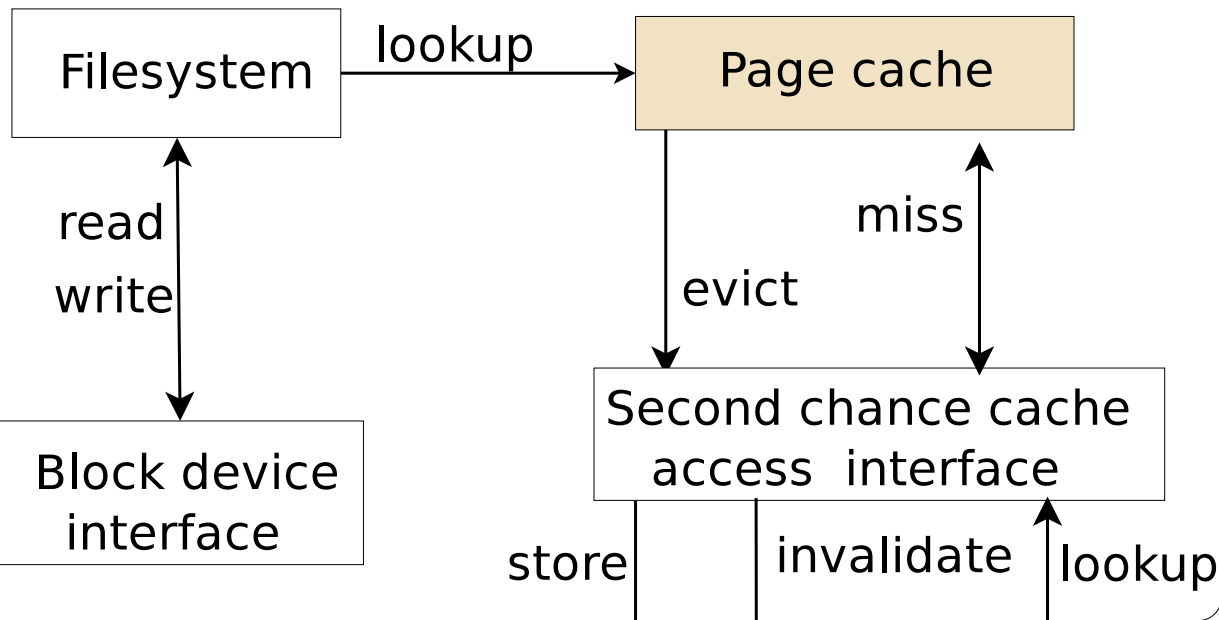 Filesystem
lookup
Page cache
read
write
miss
evict
Second chance cache
access interface
Block device
interface
store
invalidate
lookup